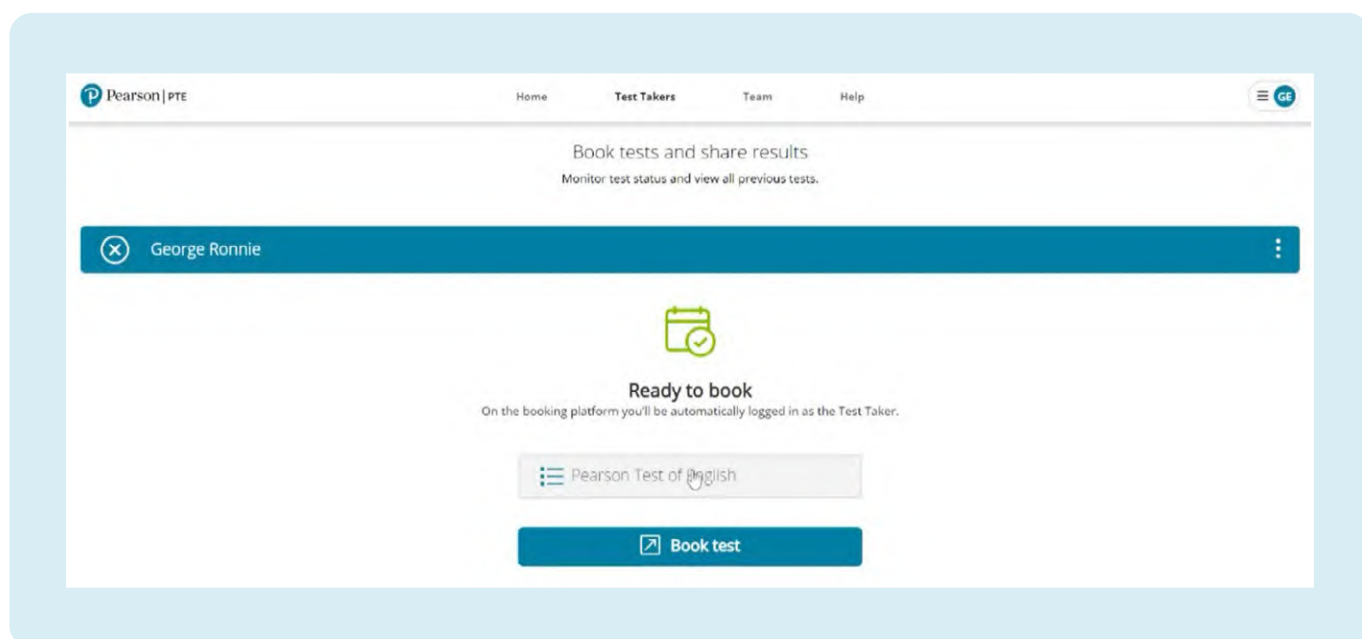 Pearson | PTE
Home Test Takers Team Help
GE
Book tests and share results
Monitor test status and view all previous tests.
George Ronnie
Ready to book
On the booking platform you'll be automatically logged in as the Test Taker.
Pearson Test of English
Book test